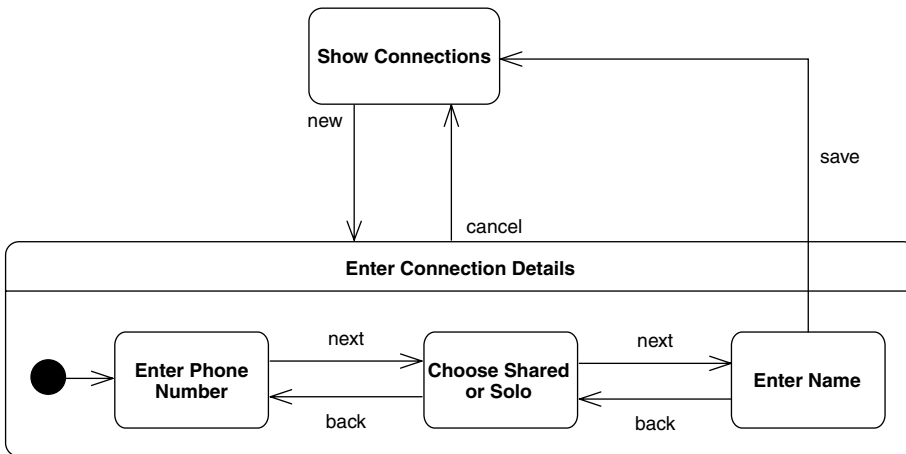 Show Connections
new
save
cancel
Enter Connection Details
next
next
Enter Phone
Number
Choose Shared
or Solo
Enter Name
back
back